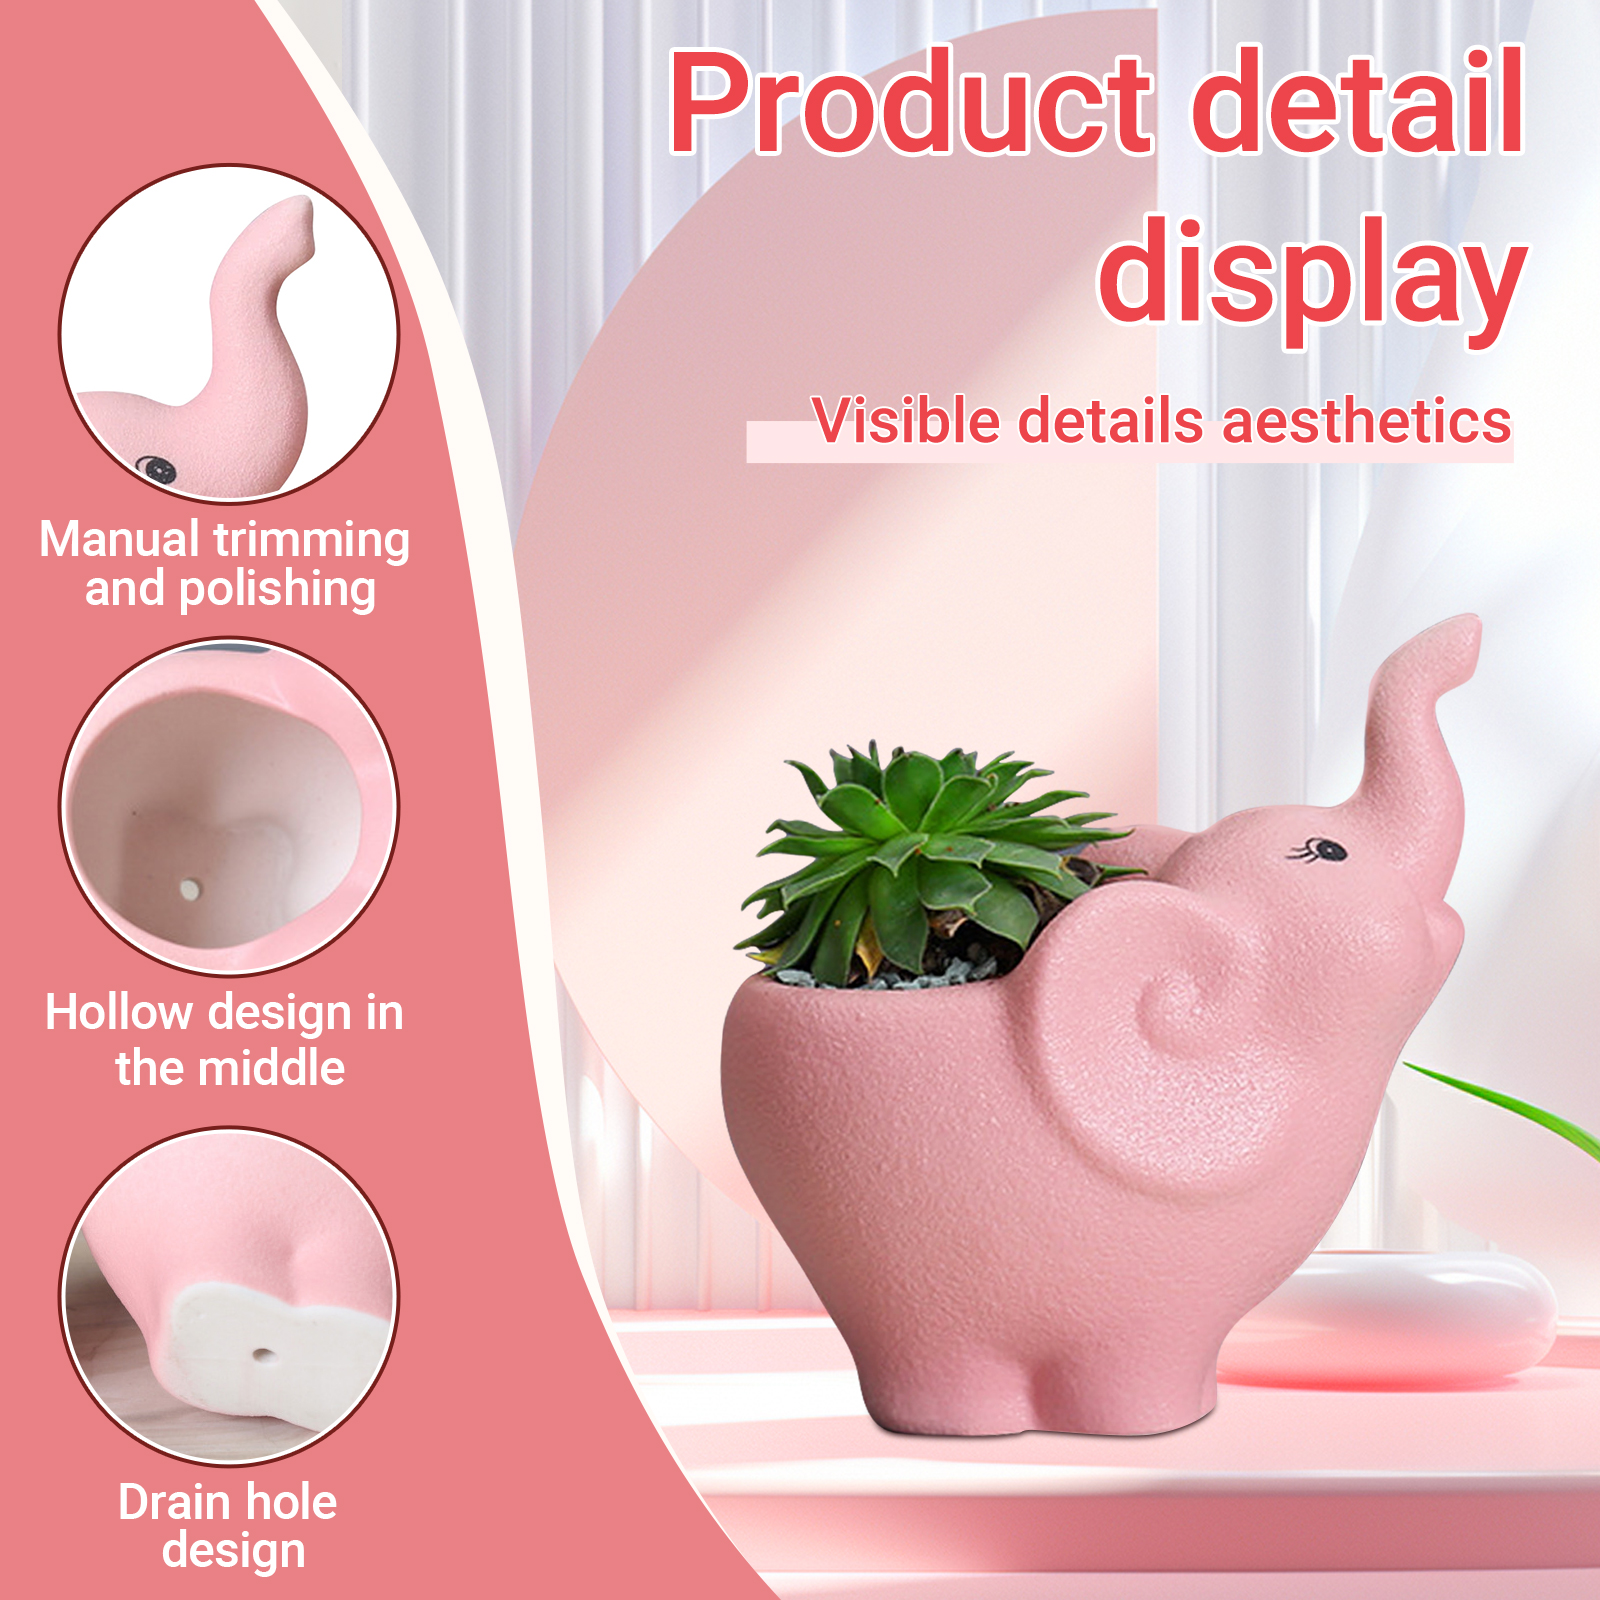 Product detail
display
Visible details aesthetics
Manual trimming
and polishing
Hollow design in
the middle
Drain hole
design